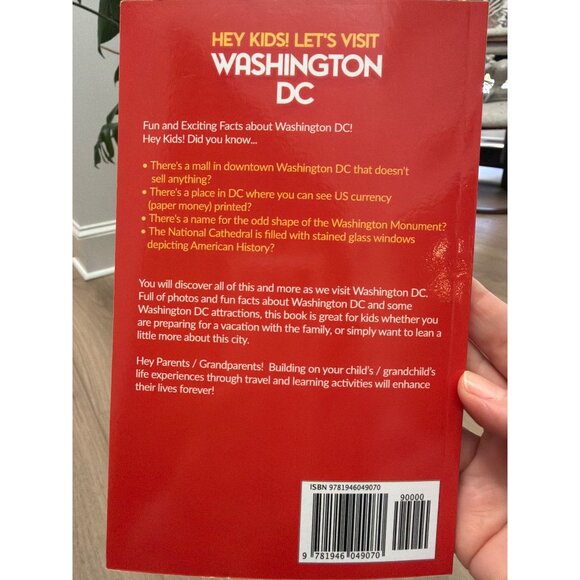 HEY KIDS! LET'S VISIT
WASHINGTON
DC
Fun and Exciting Facts about Washington DC!
Hey Kids! Did you know...
• There's a mall in downtown Washington DC that doesn't
sell anything?
• There's a place in DC where you can see US currency
(paper money) printed?
• There's a name for the odd shape of the Washington Monument?
• The National Cathedral is filled with stained glass windows
depicting American History?
You will discover all of this and more as we visit Washington DC.
Full of photos and fun facts about Washington DC and some
Washington DC attractions, this book is great for kids whether you
are preparing for a vacation with the family, or simply want to lean a
little more about this city.
Hey Parents / Grandparents! Building on your child's / grandchild's
life experiences through travel and learning activities will enhance
their lives forever!
ISBN 9781946049070
90000
9 781946 049070